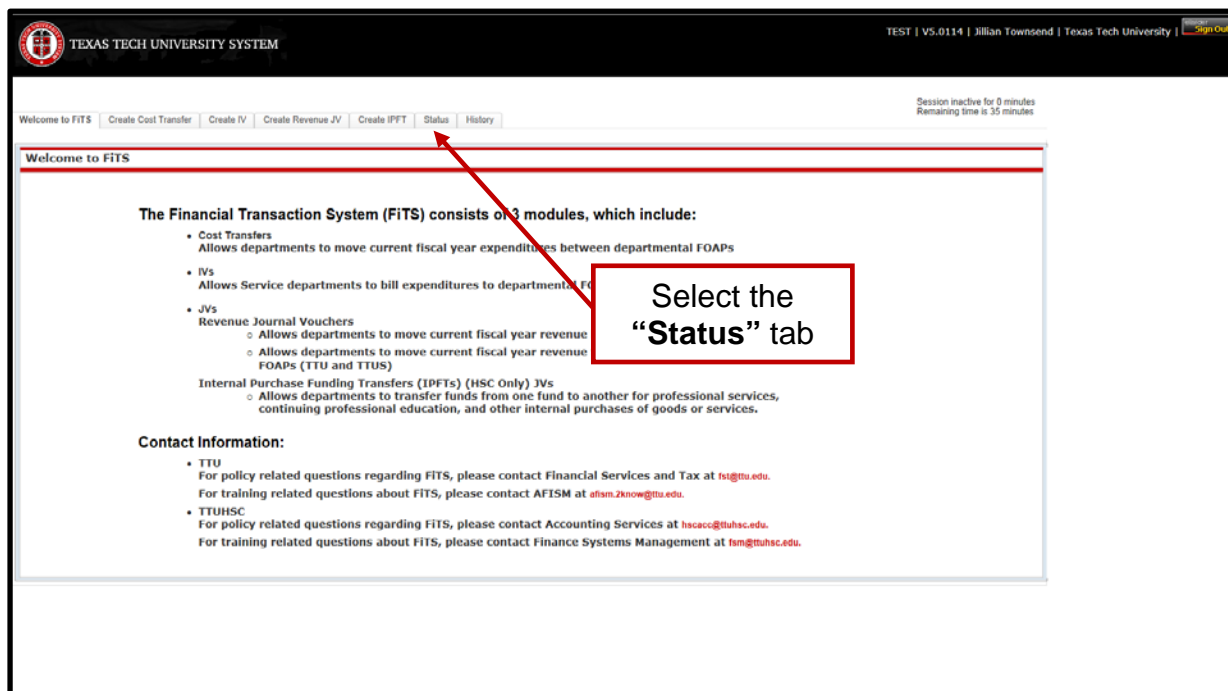 TEXAS TECH UNIVERSITY SYSTEM
TEST | V5.0114 | Jillian Townsend | Texas Tech University |
Sign Out
Session inactive for 0 minutes
Remaining time is 35 minutes
Welcome to FiTS | Create Cost Transfer | Create IV | Create Revenue JV | Create IPFT | Status | History
Welcome to FiTS
The Financial Transaction System (FiTS) consists of 3 modules, which include:
• Cost Transfers
Allows departments to move current fiscal year expenditures between departmental FOAPs
• IVs
Allows Service departments to bill expenditures to departmental
Select the
“Status” tab
• JVs
Revenue Journal Vouchers
○ Allows departments to move current fiscal year revenue
○ Allows departments to move current fiscal year revenue
FOAPs (TTU and TTUS)
Internal Purchase Funding Transfers (IPFTs) (HSC Only) JVs
○ Allows departments to transfer funds from one fund to another for professional services,
continuing professional education, and other internal purchases of goods or services.
Contact Information:
• TTU
For policy related questions regarding FiTS, please contact Financial Services and Tax at fst@ttu.edu.
For training related questions about FiTS, please contact AFISM at afism.2know@ttu.edu.
• TTUHSC
For policy related questions regarding FiTS, please contact Accounting Services at hscacc@ttuhsc.edu.
For training related questions about FiTS, please contact Finance Systems Management at fsm@ttuhsc.edu.